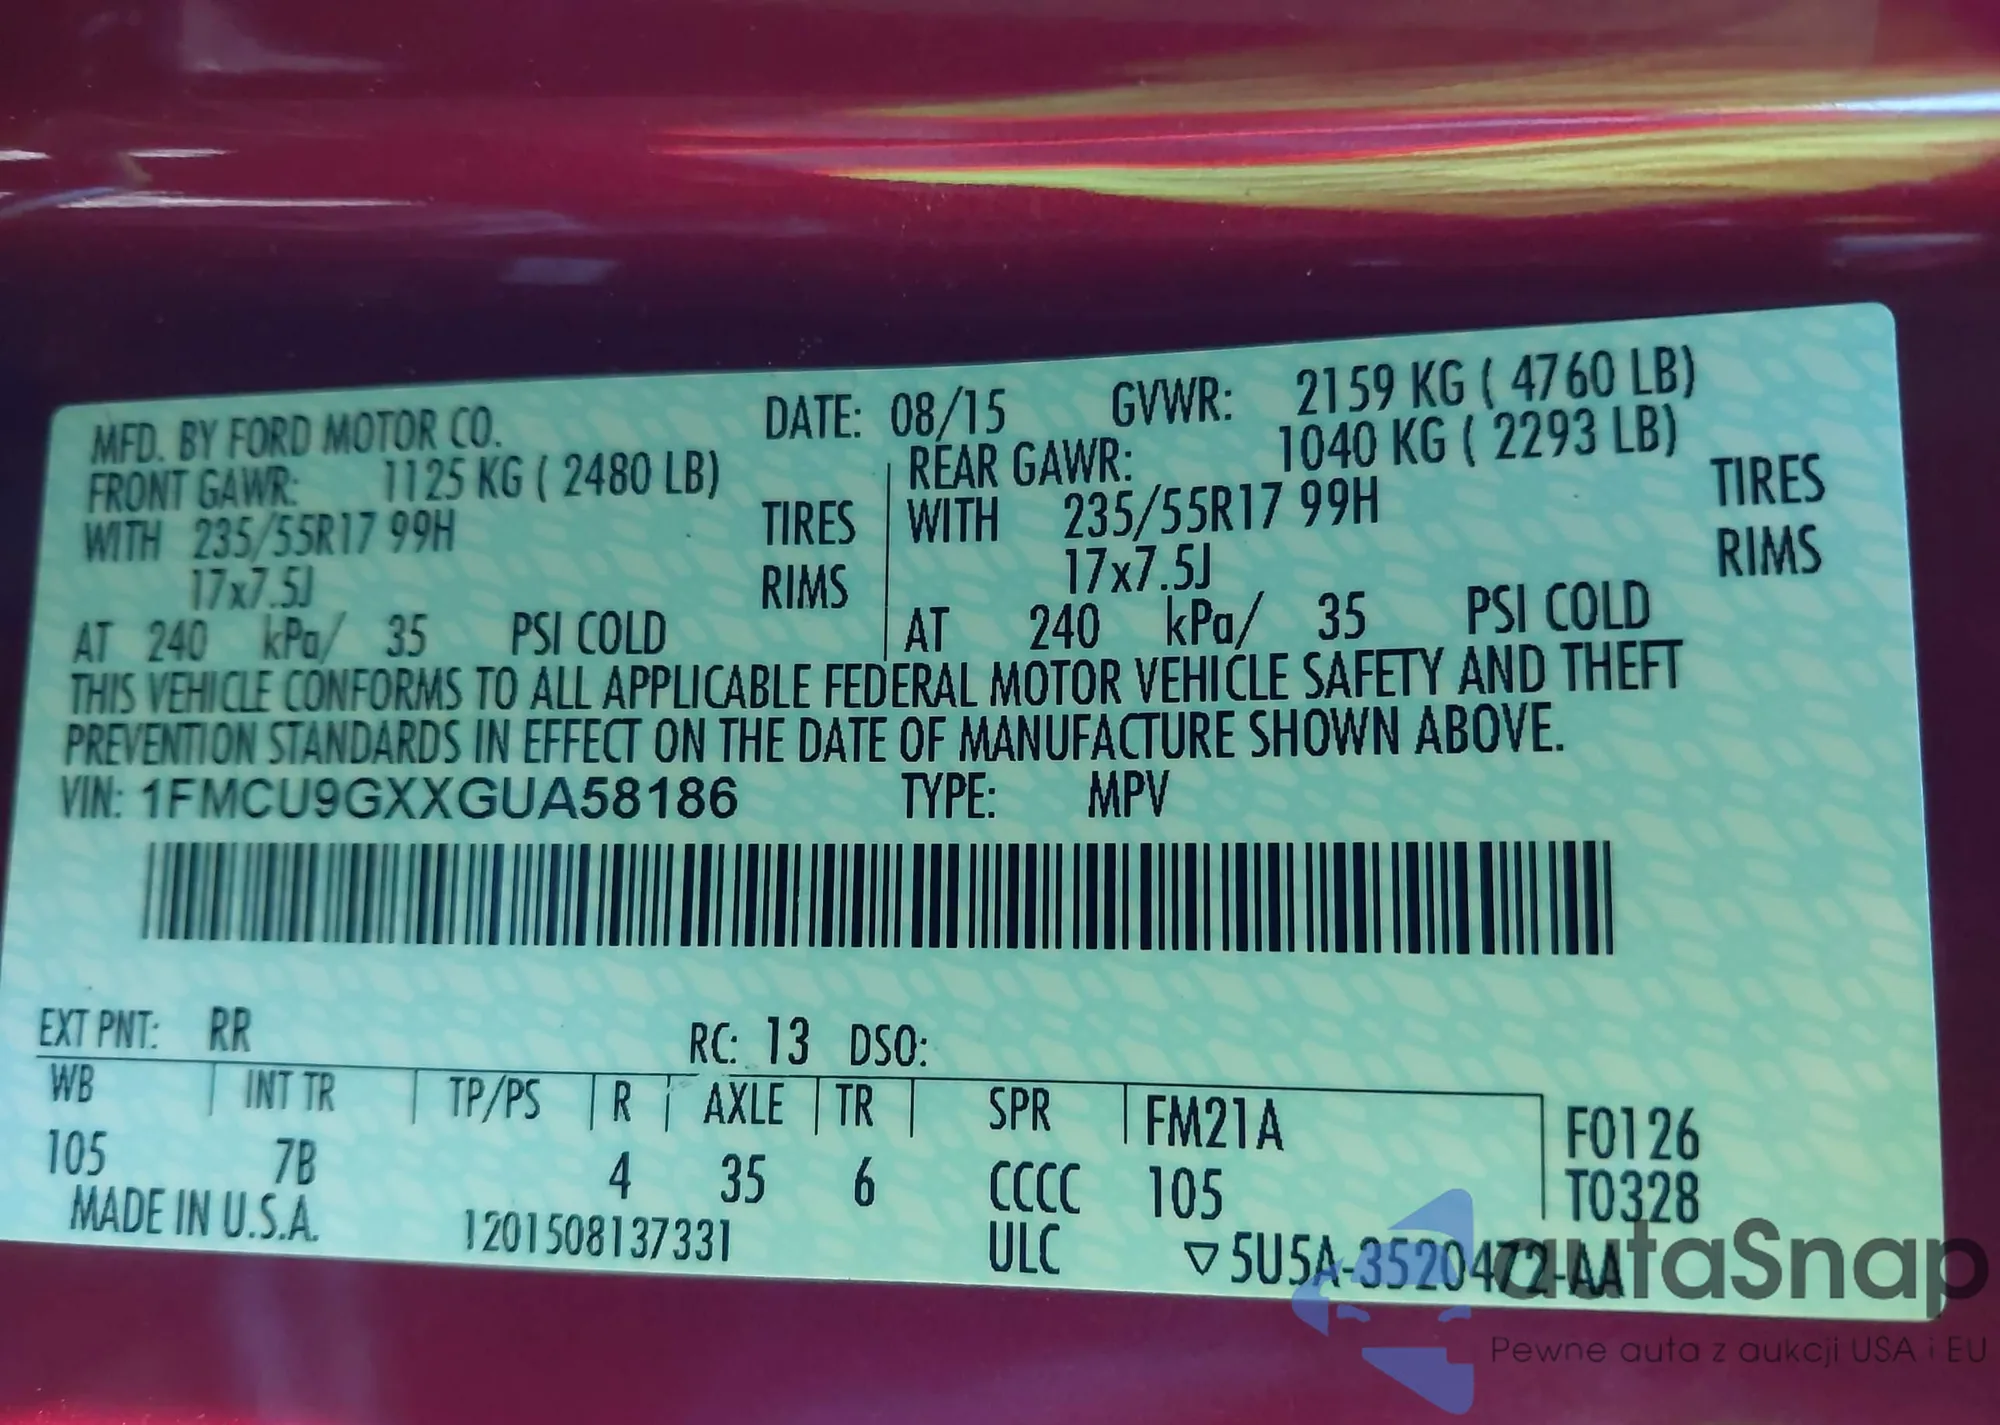 MFD. BY FORD MOTOR CO. DATE: 08/15 GVWR: 2159 KG ( 4760 LB)
FRONT GAWR: 1125 KG ( 2480 LB) REAR GAWR: 1040 KG ( 2293 LB)
WITH 235/55R17 99H TIRES WITH 235/55R17 99H TIRES
17x7.5J RIMS 17x7.5J RIMS
AT 240 kPa/ 35 PSI COLD AT 240 kPa/ 35 PSI COLD
THIS VEHICLE CONFORMS TO ALL APPLICABLE FEDERAL MOTOR VEHICLE SAFETY AND THEFT
PREVENTION STANDARDS IN EFFECT ON THE DATE OF MANUFACTURE SHOWN ABOVE.
VIN: 1FMCU9GXXGUA58186 TYPE: MPV
EXT PNT: RR RC: 13 DSO:
WB INT TR TP/PS R AXLE TR SPR FM21A F0126
105 7B 4 35 6 CCCC 105 T0328
MADE IN U.S.A. 1201508137331 ULC ▽5U5A-3520472-AA
autaSnap
Pewne auta z aukcji USA i EU